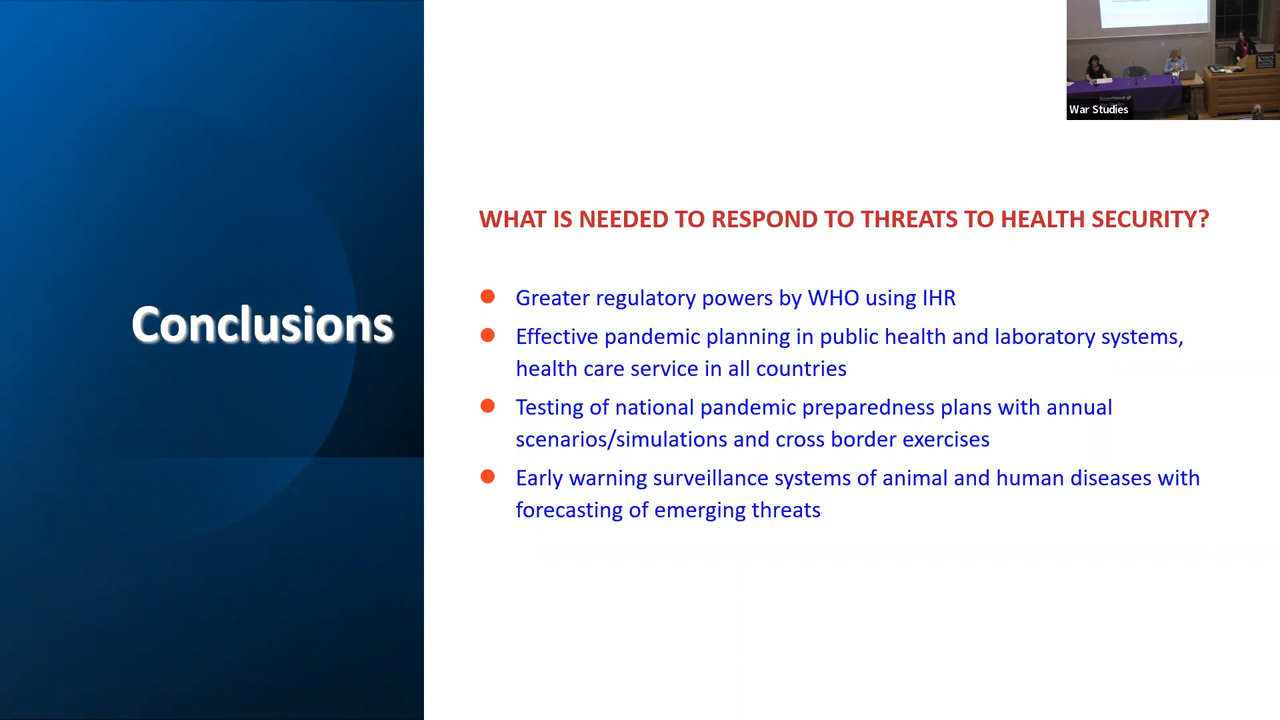 War Studies
WHAT IS NEEDED TO RESPOND TO THREATS TO HEALTH SECURITY?
Conclusions
Greater regulatory powers by WHO using IHR
Effective pandemic planning in public health and laboratory systems,
health care service in all countries
Testing of national pandemic preparedness plans with annual
scenarios/simulations and cross border exercises
Early warning surveillance systems of animal and human diseases with
forecasting of emerging threats